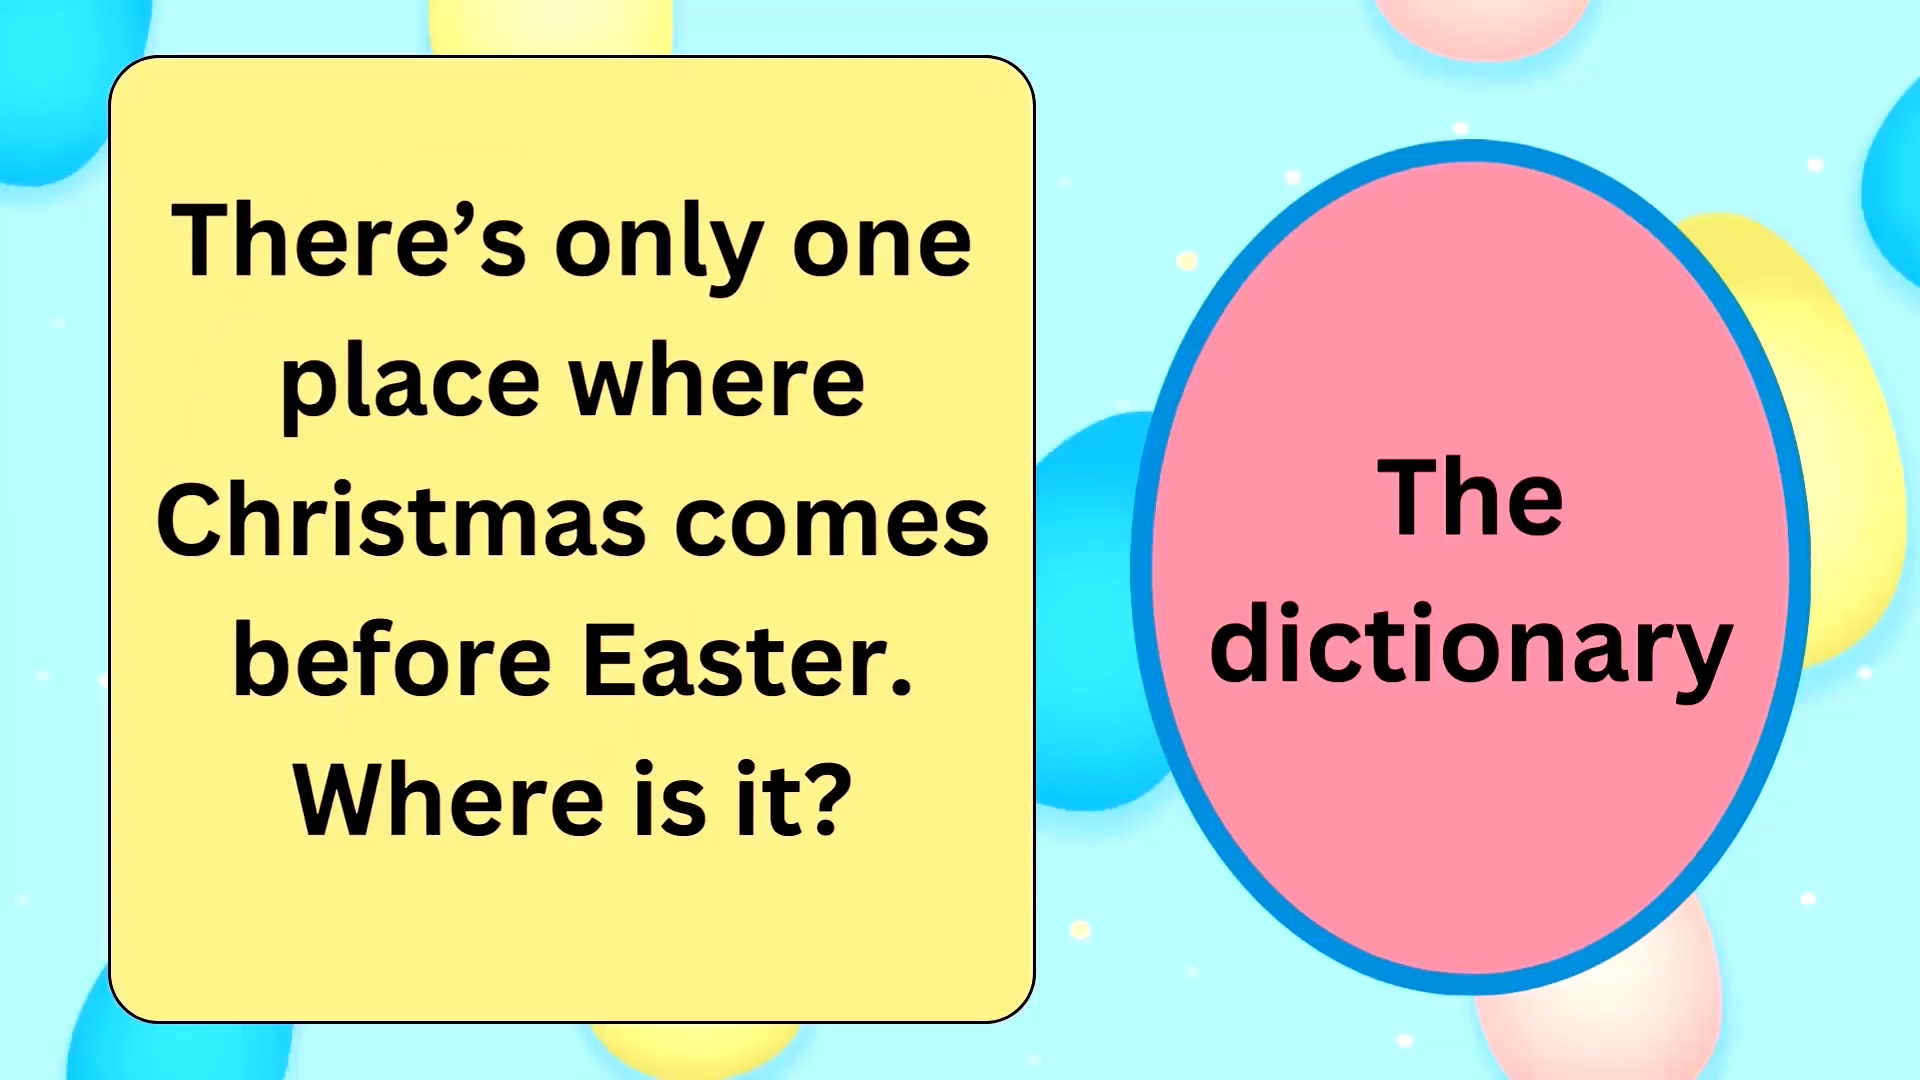 There’s only one
place where
Christmas comes
before Easter.
Where is it?
The
dictionary